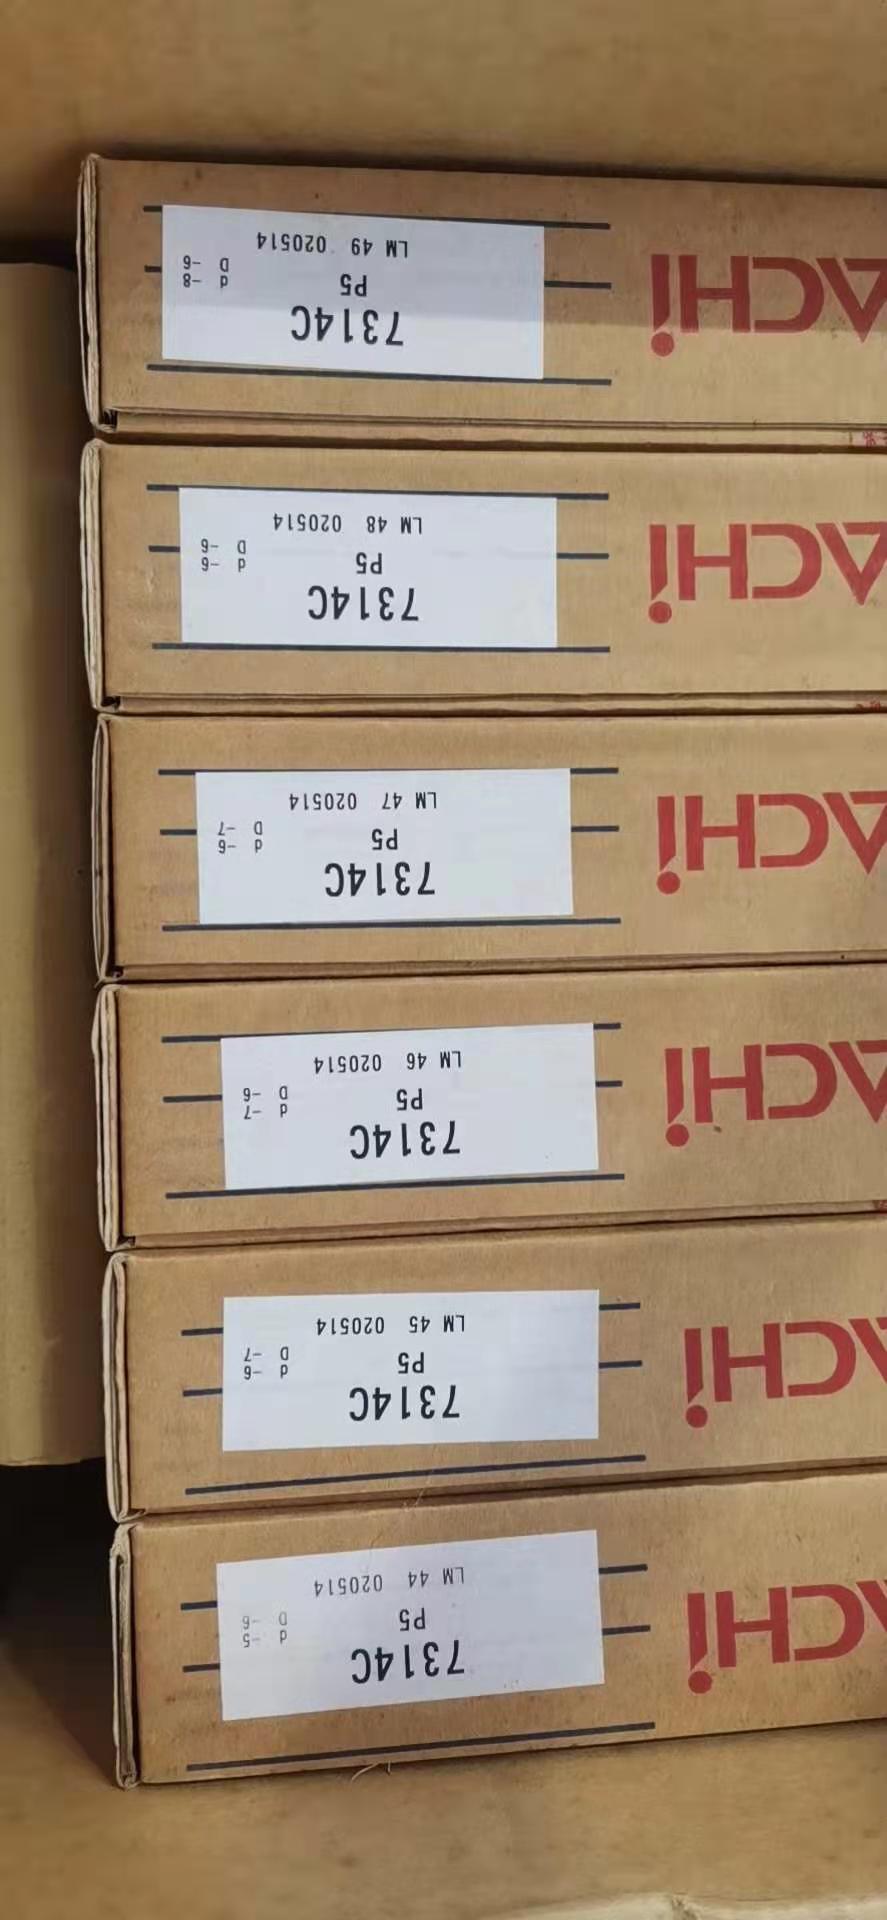 ACHi
7314C
P5
d -5
D -6
LM 44 020514
ACHi
7314C
P5
d -6
D -7
LM 45 020514
ACHi
7314C
P5
d -7
D -6
LM 46 020514
ACHi
7314C
P5
d -6
D -7
LM 47 020514
ACHi
7314C
P5
d -6
D -6
LM 48 020514
ACHi
7314C
P5
d -8
D -6
LM 49 020514